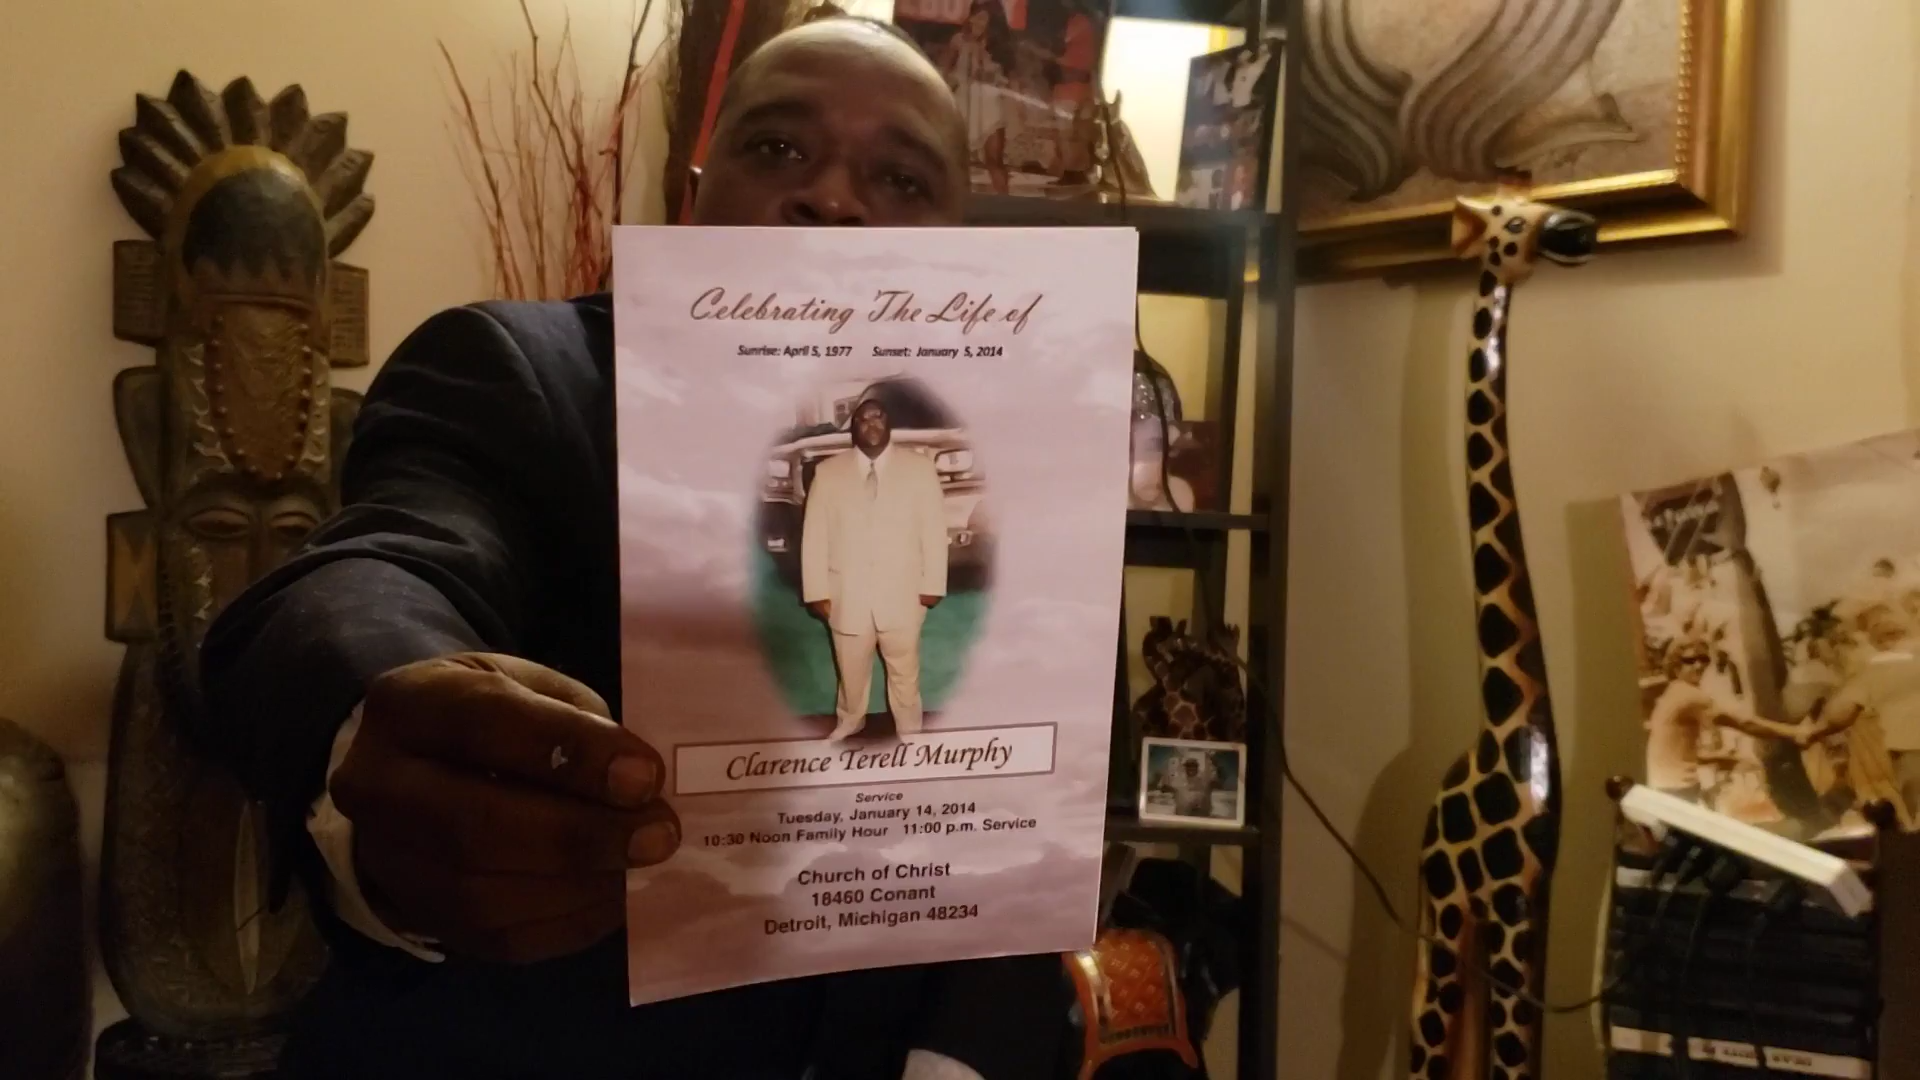 Celebrating The Life of
Sunrise: April 5, 1977 Sunset: January 5, 2014
Clarence Terell Murphy
Service
Tuesday, January 14, 2014
10:30 Noon Family Hour 11:00 p.m. Service
Church of Christ
18460 Conant
Detroit, Michigan 48234